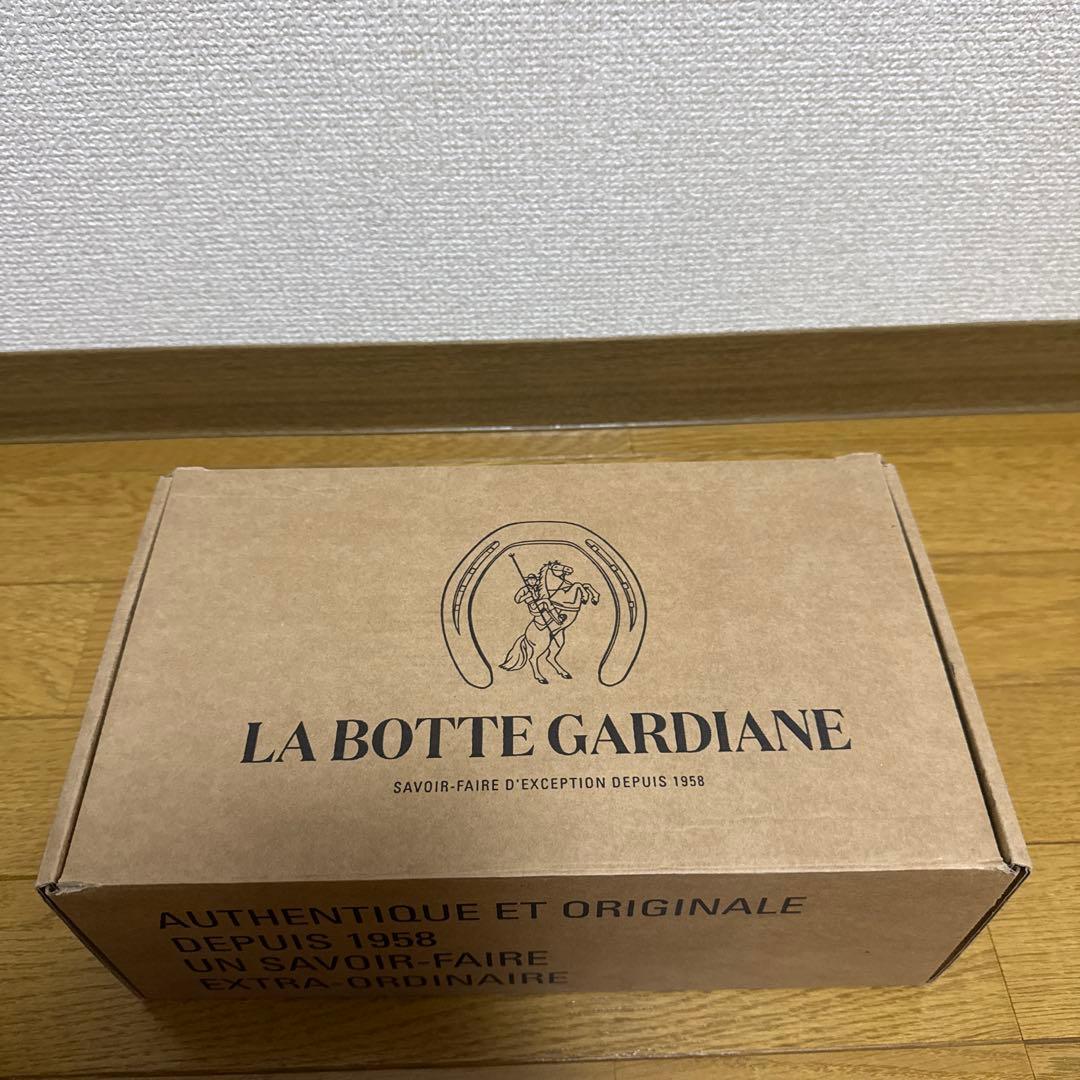 LA BOTTE GARDIANE
SAVOIR-FAIRE D'EXCEPTION DEPUIS 1958
AUTHENTIQUE ET ORIGINALE
DEPUIS 1958
UN SAVOIR-FAIRE
EXTRA-ORDINAIRE